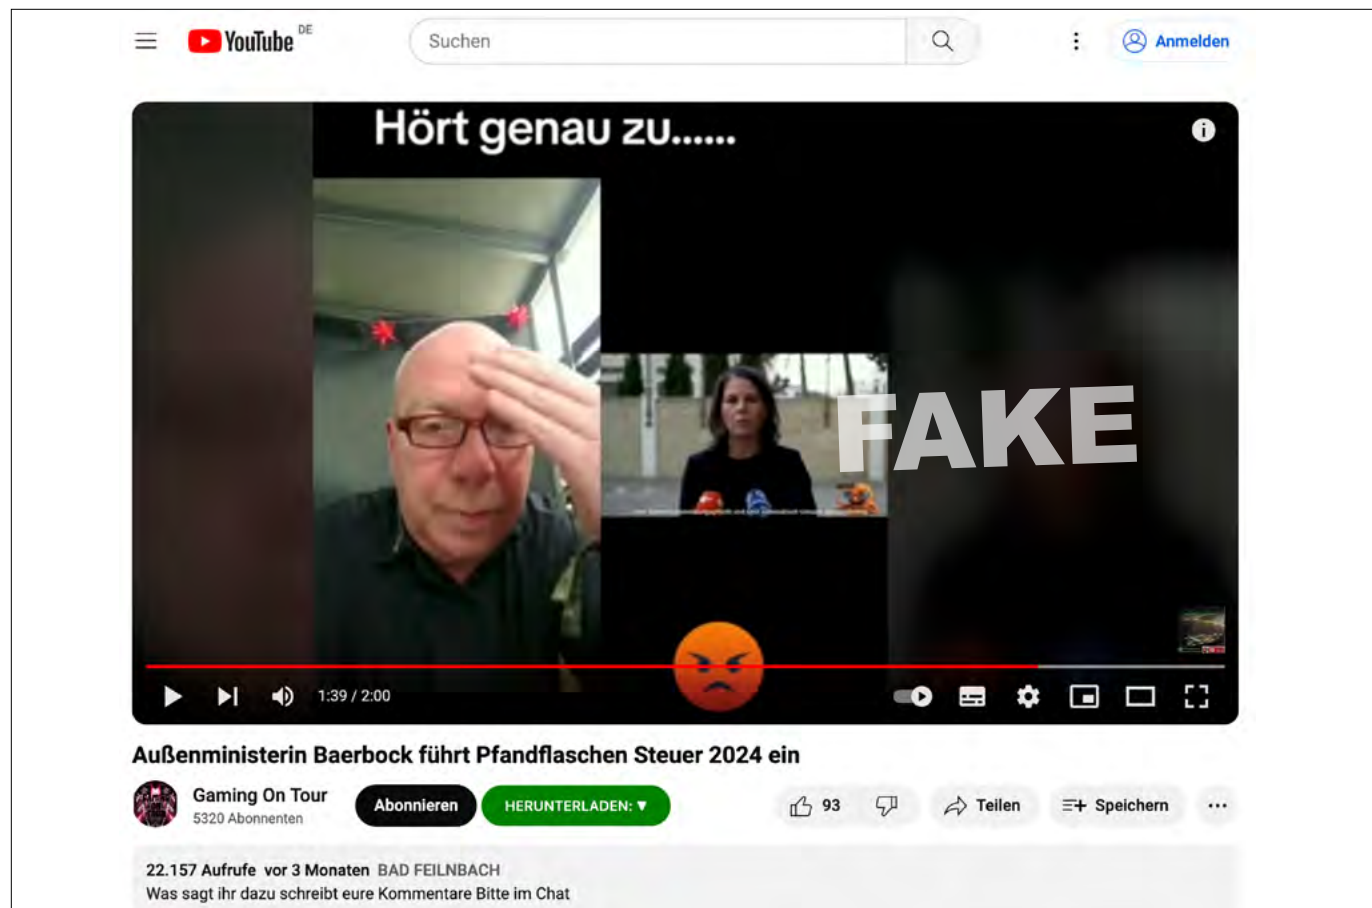 YouTube DE
Suchen
Anmelden
Hört genau zu......
FAKE
1:39 / 2:00
Außenministerin Baerbock führt Pfandflaschen Steuer 2024 ein
Gaming On Tour
5320 Abonnenten
Abonnieren
HERUNTERLADEN: ▼
93
Teilen
Speichern
22.157 Aufrufe vor 3 Monaten BAD FEILNBACH
Was sagt ihr dazu schreibt eure Kommentare Bitte im Chat